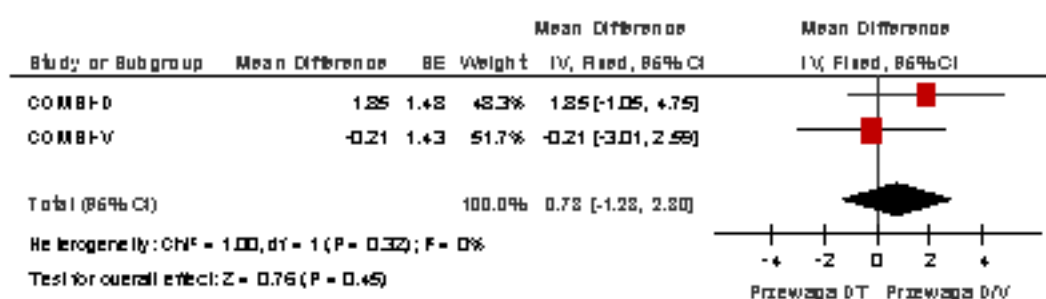 Mean Difference Mean Difference
Study or Subgroup Mean Difference SE Weight IV, Fixed, 95% CI IV, Fixed, 95% CI
COMBI-D 1.85 1.48 48.3% 1.85 [-1.05, 4.75]
COMBI-V -0.21 1.43 51.7% -0.21 [-3.01, 2.59]
Total (95% CI) 100.0% 0.78 [-1.23, 2.80]
Heterogeneity: Chi² = 1.00, df = 1 (P = 0.32); I² = 0%
Test for overall effect: Z = 0.76 (P = 0.45)
-4 -2 0 2 4
Przewaga DT Przewaga D/V